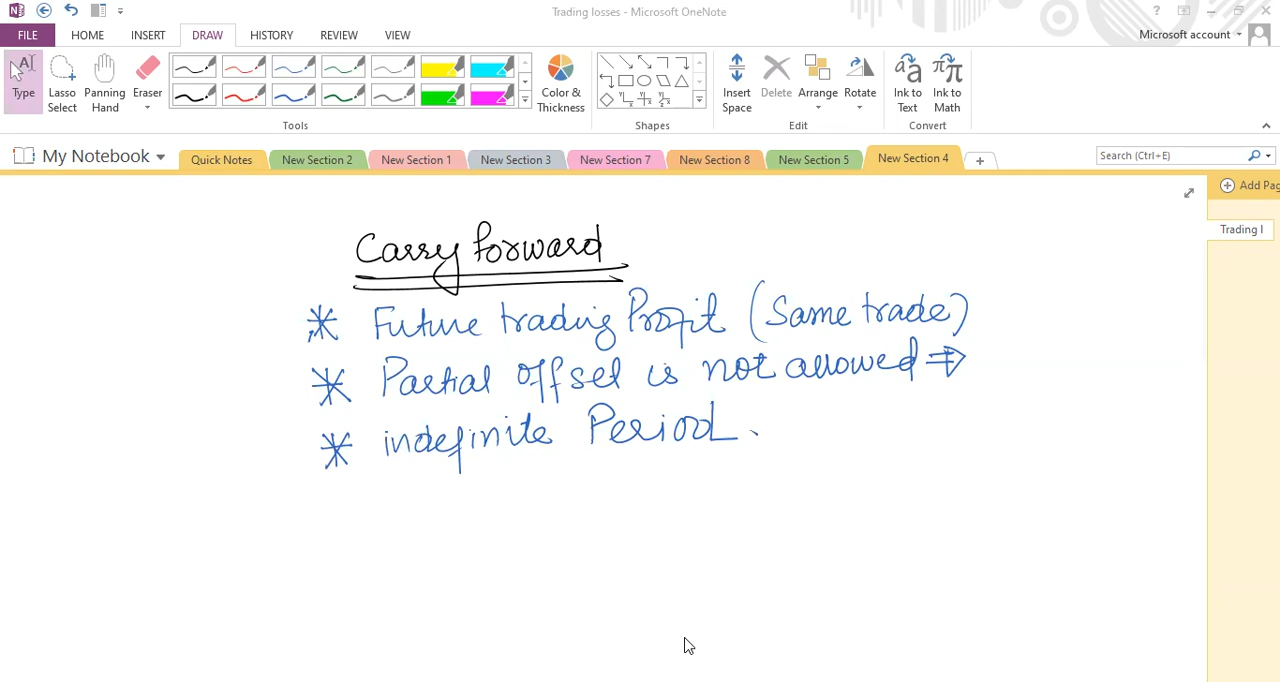 Trading losses - Microsoft OneNote
?
FILE HOME INSERT DRAW HISTORY REVIEW VIEW
Microsoft account
Type
Lasso Select
Panning Hand
Eraser
Color & Thickness
Insert Space
Delete
Arrange
Rotate
Ink to Text
Ink to Math
Tools Shapes Edit Convert
My Notebook Quick Notes New Section 2 New Section 1 New Section 3 New Section 7 New Section 8 New Section 5 New Section 4 Search (Ctrl+E)
Add Pag
Trading l
Carry forward
* Future trading Profit (Same trade)
* Partial offset is not allowed ⇒
* indefinite Period.